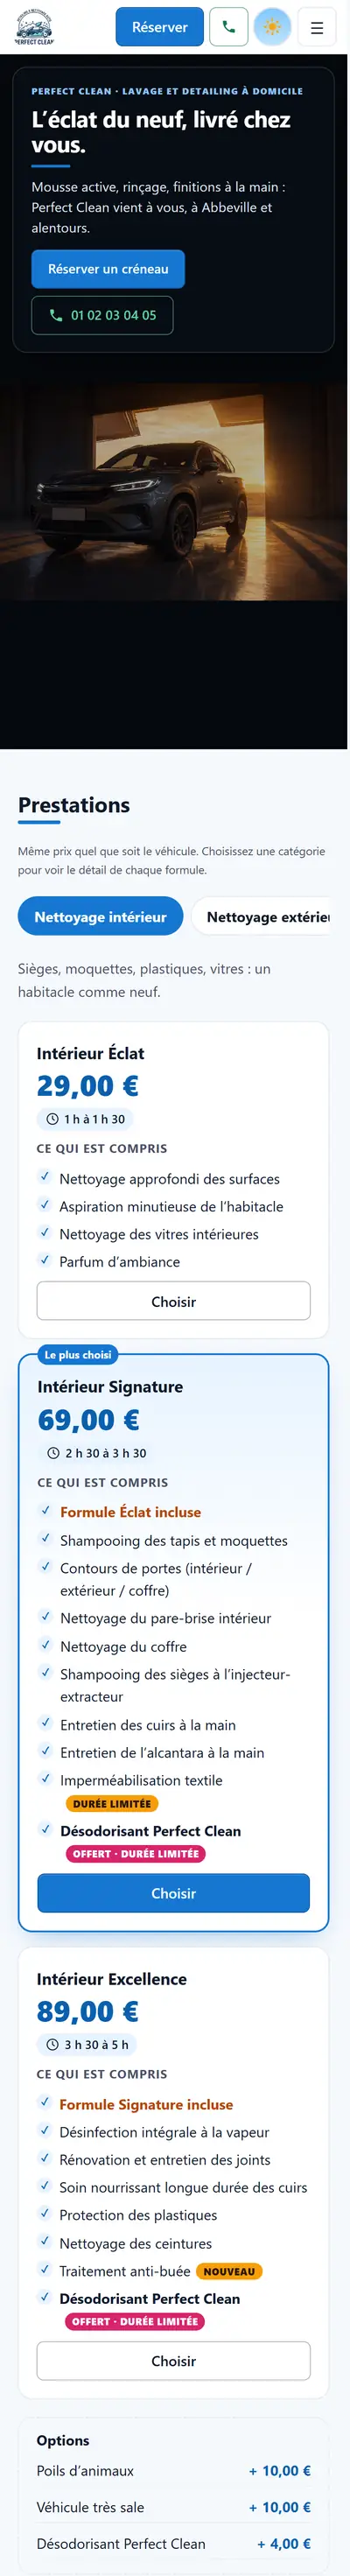 PERFECT CLEAN
Réserver
PERFECT CLEAN · LAVAGE ET DETAILING À DOMICILE
L’éclat du neuf, livré chez
vous.
Mousse active, rinçage, finitions à la main :
Perfect Clean vient à vous, à Abbeville et
alentours.
Réserver un créneau
01 02 03 04 05
Prestations
Même prix quel que soit le véhicule. Choisissez une catégorie
pour voir le détail de chaque formule.
Nettoyage intérieur
Nettoyage extérieu
Sièges, moquettes, plastiques, vitres : un
habitacle comme neuf.
Intérieur Éclat
29,00 €
1 h à 1 h 30
CE QUI EST COMPRIS
✓ Nettoyage approfondi des surfaces
✓ Aspiration minutieuse de l’habitacle
✓ Nettoyage des vitres intérieures
✓ Parfum d’ambiance
Choisir
Le plus choisi
Intérieur Signature
69,00 €
2 h 30 à 3 h 30
CE QUI EST COMPRIS
✓ Formule Éclat incluse
✓ Shampooing des tapis et moquettes
✓ Contours de portes (intérieur /
extérieur / coffre)
✓ Nettoyage du pare-brise intérieur
✓ Nettoyage du coffre
✓ Shampooing des sièges à l’injecteur-
extracteur
✓ Entretien des cuirs à la main
✓ Entretien de l’alcantara à la main
✓ Imperméabilisation textile
DURÉE LIMITÉE
✓ Désodorisant Perfect Clean
OFFERT · DURÉE LIMITÉE
Choisir
Intérieur Excellence
89,00 €
3 h 30 à 5 h
CE QUI EST COMPRIS
✓ Formule Signature incluse
✓ Désinfection intégrale à la vapeur
✓ Rénovation et entretien des joints
✓ Soin nourrissant longue durée des cuirs
✓ Protection des plastiques
✓ Nettoyage des ceintures
✓ Traitement anti-buée NOUVEAU
✓ Désodorisant Perfect Clean
OFFERT · DURÉE LIMITÉE
Choisir
Options
Poils d’animaux + 10,00 €
Véhicule très sale + 10,00 €
Désodorisant Perfect Clean + 4,00 €